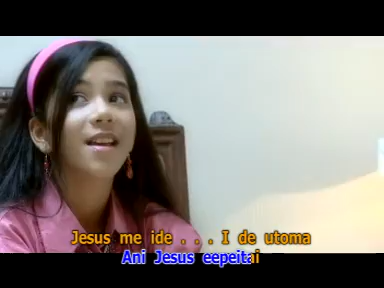 Jesus me ide . . . I de utoma
Ani Jesus eepeitai